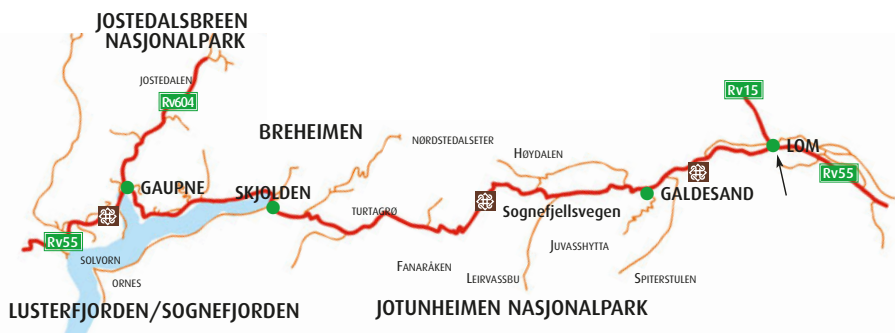 JOSTEDALSBREEN
NASJONALPARK
JOSTEDALEN
Rv604
Rv15
BREHEIMEN
NØRDSTEDALSETER
HØYDALEN
LOM
Rv55
GAUPNE
SKJOLDEN
GALDESAND
TURTAGRØ
Sognefjellsvegen
Rv55
SOLVORN
JUVASSHYTTA
FANARÅKEN
LEIRVASSBU
SPITERSTULEN
ORNES
LUSTERFJORDEN/SOGNEFJORDEN
JOTUNHEIMEN NASJONALPARK